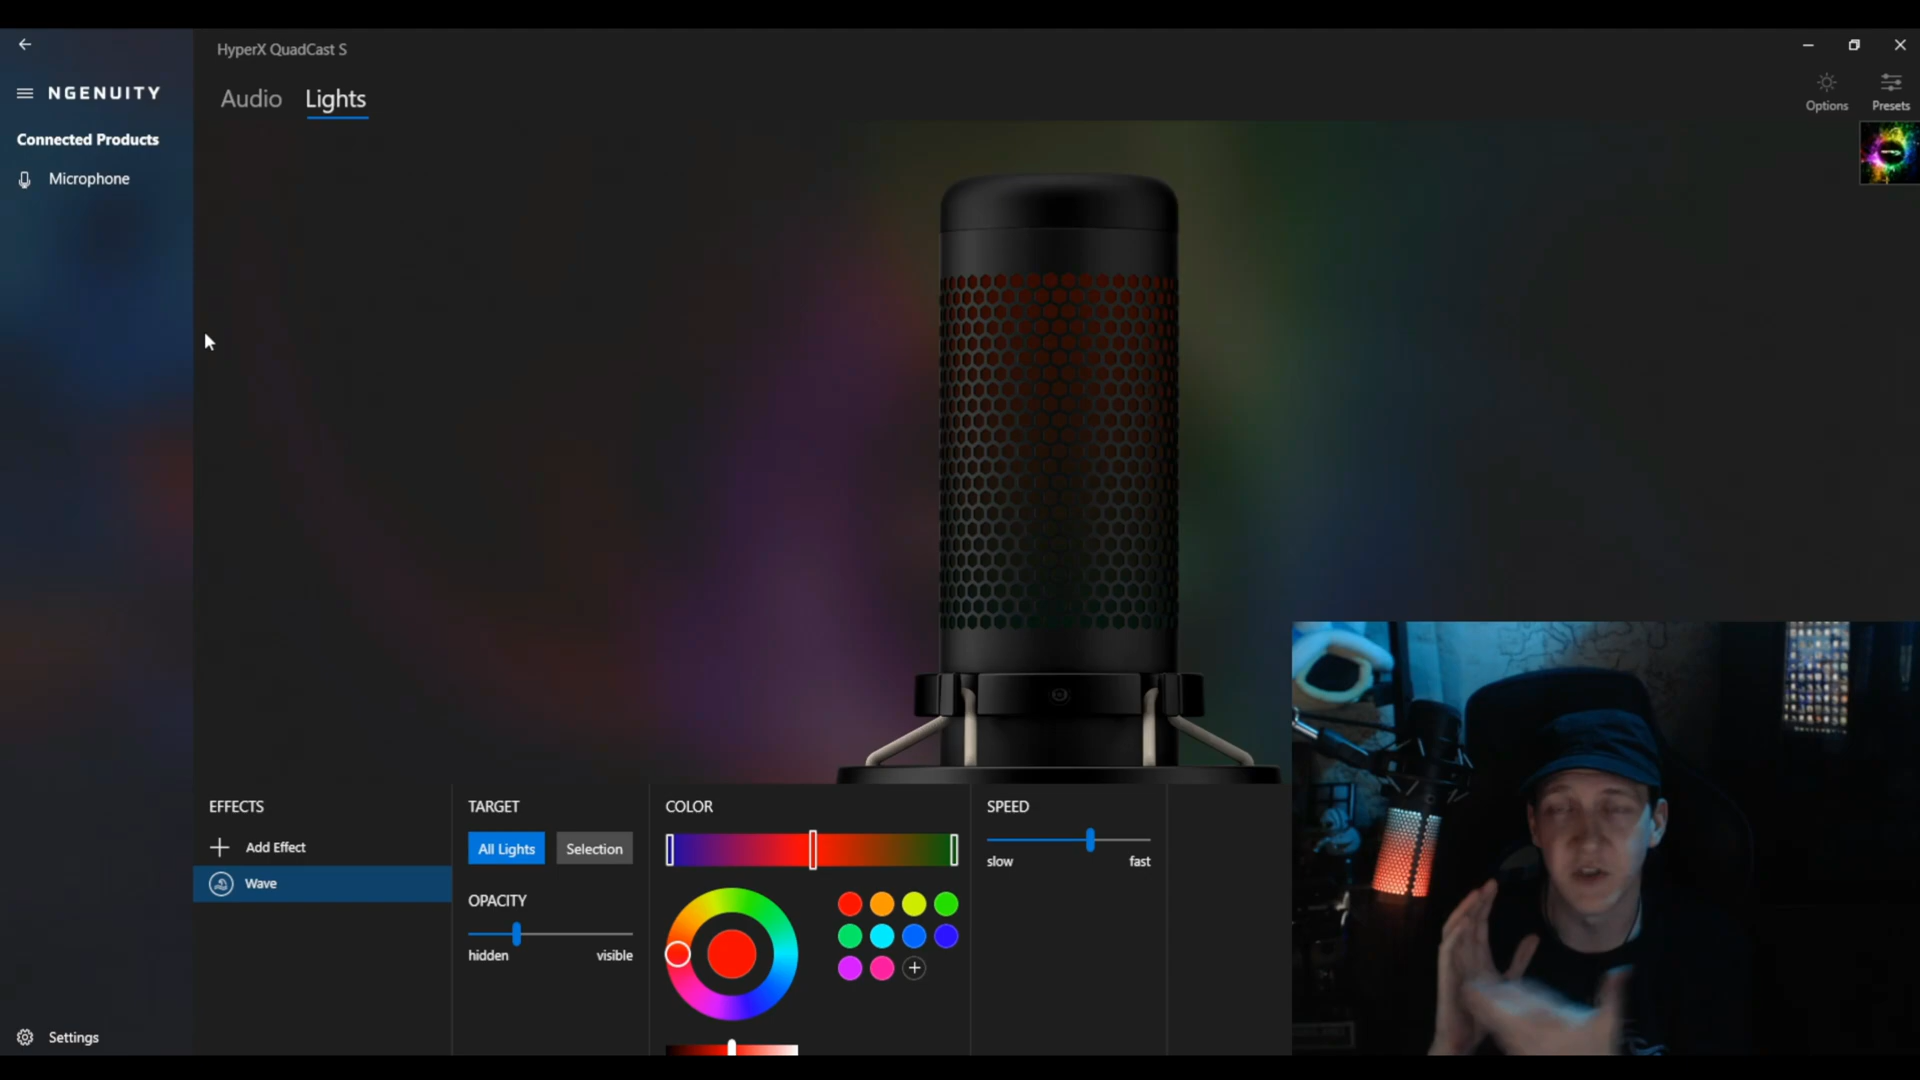 HyperX QuadCast S
NGENUITY
Audio Lights
Options Presets
Connected Products
Microphone
EFFECTS
Add Effect
Wave
TARGET
All Lights Selection
OPACITY
hidden visible
COLOR
SPEED
slow fast
Settings